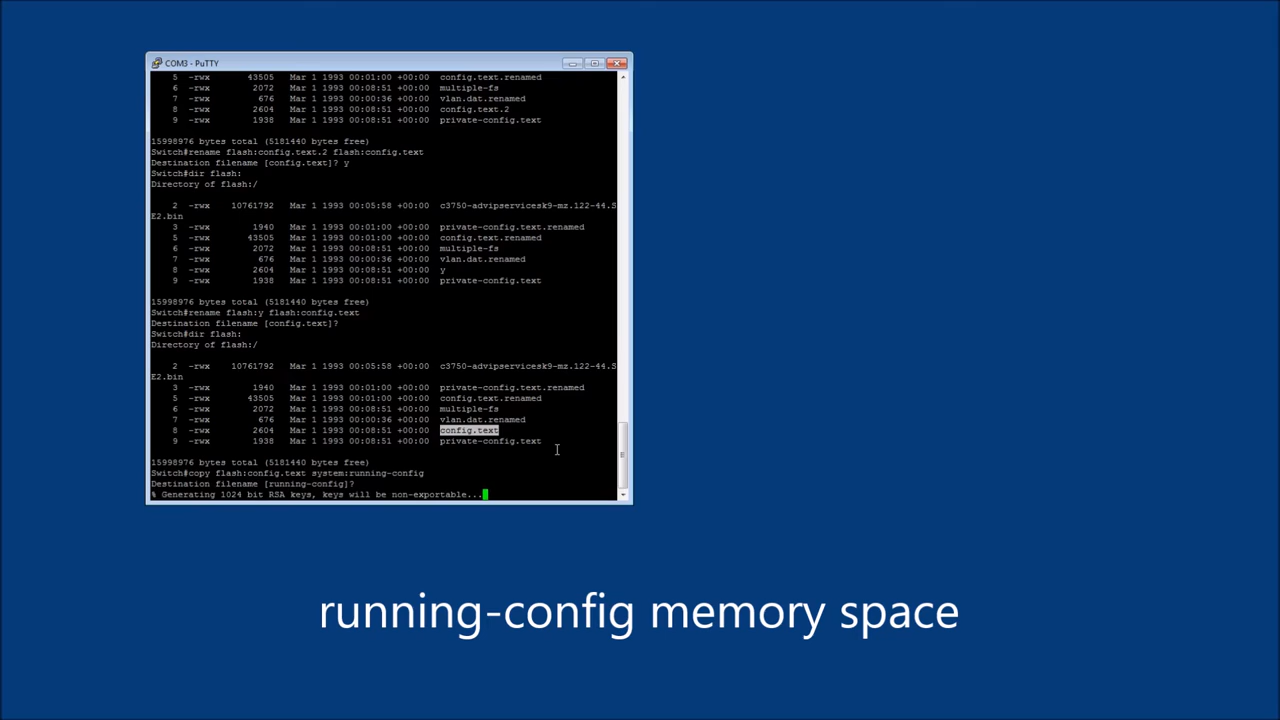 COM3 - PuTTY
5 -rwx 43505 Mar 1 1993 00:01:00 +00:00 config.text.renamed
6 -rwx 2072 Mar 1 1993 00:08:51 +00:00 multiple-fs
7 -rwx 676 Mar 1 1993 00:00:36 +00:00 vlan.dat.renamed
8 -rwx 2604 Mar 1 1993 00:08:51 +00:00 config.text.2
9 -rwx 1938 Mar 1 1993 00:08:51 +00:00 private-config.text
15998976 bytes total (5181440 bytes free)
Switch#rename flash:config.text.2 flash:config.text
Destination filename [config.text]? y
Switch#dir flash:
Directory of flash:/
2 -rwx 10761792 Mar 1 1993 00:05:58 +00:00 c3750-advipservicesk9-mz.122-44.S
E2.bin
3 -rwx 1940 Mar 1 1993 00:01:00 +00:00 private-config.text.renamed
5 -rwx 43505 Mar 1 1993 00:01:00 +00:00 config.text.renamed
6 -rwx 2072 Mar 1 1993 00:08:51 +00:00 multiple-fs
7 -rwx 676 Mar 1 1993 00:00:36 +00:00 vlan.dat.renamed
8 -rwx 2604 Mar 1 1993 00:08:51 +00:00 y
9 -rwx 1938 Mar 1 1993 00:08:51 +00:00 private-config.text
15998976 bytes total (5181440 bytes free)
Switch#rename flash:y flash:config.text
Destination filename [config.text]?
Switch#dir flash:
Directory of flash:/
2 -rwx 10761792 Mar 1 1993 00:05:58 +00:00 c3750-advipservicesk9-mz.122-44.S
E2.bin
3 -rwx 1940 Mar 1 1993 00:01:00 +00:00 private-config.text.renamed
5 -rwx 43505 Mar 1 1993 00:01:00 +00:00 config.text.renamed
6 -rwx 2072 Mar 1 1993 00:08:51 +00:00 multiple-fs
7 -rwx 676 Mar 1 1993 00:00:36 +00:00 vlan.dat.renamed
8 -rwx 2604 Mar 1 1993 00:08:51 +00:00 config.text
9 -rwx 1938 Mar 1 1993 00:08:51 +00:00 private-config.text
15998976 bytes total (5181440 bytes free)
Switch#copy flash:config.text system:running-config
Destination filename [running-config]?
% Generating 1024 bit RSA keys, keys will be non-exportable...
running-config memory space